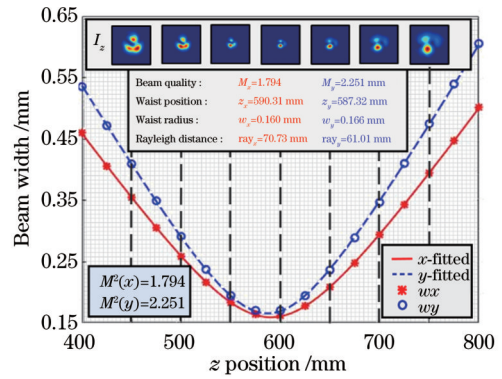 I_z
Beam quality : M_x=1.794 M_y=2.251
Waist position : z_x=590.31 mm z_y=587.32 mm
Waist radius : w_x=0.160 mm w_y=0.166 mm
Rayleigh distance : ray_x=70.73 mm ray_y=61.01 mm
0.65
0.55
0.45
0.35
0.25
0.15
Beam width /mm
M²(x)=1.794
M²(y)=2.251
x-fitted
y-fitted
wx
wy
400 500 600 700 800
z position /mm